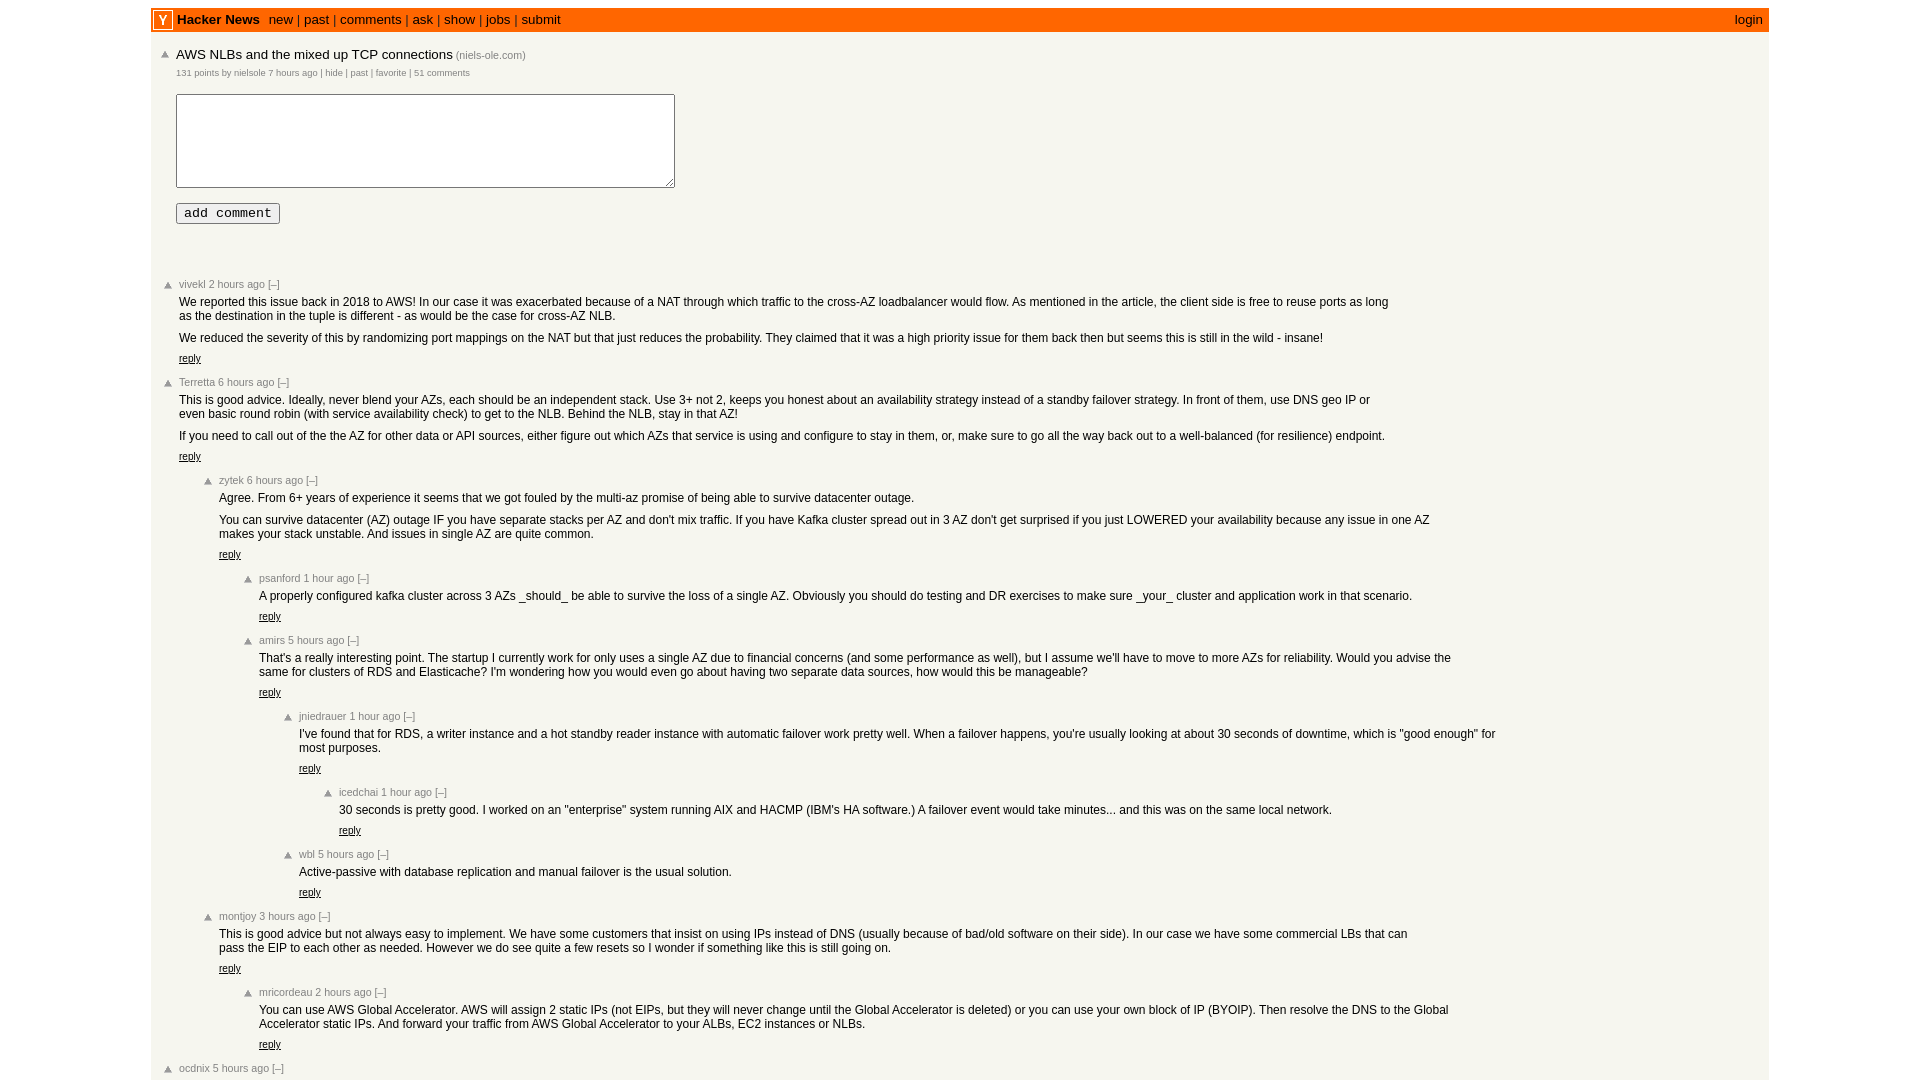 Y Hacker News new | past | comments | ask | show | jobs | submit login
AWS NLBs and the mixed up TCP connections (niels-ole.com)
131 points by nielsole 7 hours ago | hide | past | favorite | 51 comments
add comment
vivekl 2 hours ago [–]
We reported this issue back in 2018 to AWS! In our case it was exacerbated because of a NAT through which traffic to the cross-AZ loadbalancer would flow. As mentioned in the article, the client side is free to reuse ports as long
as the destination in the tuple is different - as would be the case for cross-AZ NLB.
We reduced the severity of this by randomizing port mappings on the NAT but that just reduces the probability. They claimed that it was a high priority issue for them back then but seems this is still in the wild - insane!
reply
Terretta 6 hours ago [–]
This is good advice. Ideally, never blend your AZs, each should be an independent stack. Use 3+ not 2, keeps you honest about an availability strategy instead of a standby failover strategy. In front of them, use DNS geo IP or
even basic round robin (with service availability check) to get to the NLB. Behind the NLB, stay in that AZ!
If you need to call out of the the AZ for other data or API sources, either figure out which AZs that service is using and configure to stay in them, or, make sure to go all the way back out to a well-balanced (for resilience) endpoint.
reply
zytek 6 hours ago [–]
Agree. From 6+ years of experience it seems that we got fouled by the multi-az promise of being able to survive datacenter outage.
You can survive datacenter (AZ) outage IF you have separate stacks per AZ and don't mix traffic. If you have Kafka cluster spread out in 3 AZ don't get surprised if you just LOWERED your availability because any issue in one AZ
makes your stack unstable. And issues in single AZ are quite common.
reply
psanford 1 hour ago [–]
A properly configured kafka cluster across 3 AZs _should_ be able to survive the loss of a single AZ. Obviously you should do testing and DR exercises to make sure _your_ cluster and application work in that scenario.
reply
amirs 5 hours ago [–]
That's a really interesting point. The startup I currently work for only uses a single AZ due to financial concerns (and some performance as well), but I assume we'll have to move to more AZs for reliability. Would you advise the
same for clusters of RDS and Elasticache? I'm wondering how you would even go about having two separate data sources, how would this be manageable?
reply
jniedrauer 1 hour ago [–]
I've found that for RDS, a writer instance and a hot standby reader instance with automatic failover work pretty well. When a failover happens, you're usually looking at about 30 seconds of downtime, which is "good enough" for
most purposes.
reply
icedchai 1 hour ago [–]
30 seconds is pretty good. I worked on an "enterprise" system running AIX and HACMP (IBM's HA software.) A failover event would take minutes... and this was on the same local network.
reply
wbl 5 hours ago [–]
Active-passive with database replication and manual failover is the usual solution.
reply
montjoy 3 hours ago [–]
This is good advice but not always easy to implement. We have some customers that insist on using IPs instead of DNS (usually because of bad/old software on their side). In our case we have some commercial LBs that can
pass the EIP to each other as needed. However we do see quite a few resets so I wonder if something like this is still going on.
reply
mricordeau 2 hours ago [–]
You can use AWS Global Accelerator. AWS will assign 2 static IPs (not EIPs, but they will never change until the Global Accelerator is deleted) or you can use your own block of IP (BYOIP). Then resolve the DNS to the Global
Accelerator static IPs. And forward your traffic from AWS Global Accelerator to your ALBs, EC2 instances or NLBs.
reply
ocdnix 5 hours ago [–]